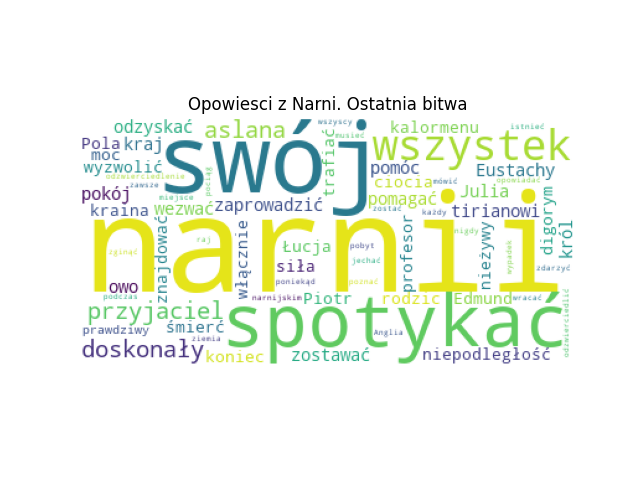 Opowiesci z Narni. Ostatnia bitwa
odzyskać aslana wszyscy musieć kalormenu istnieć
Pola kraj swój trafiać wszystek
moc pomóc Eustachy
wyzwolić ciocia
odzwierciedlenie pociąg opowiadać
zawsze mówić
pokój miejsce pomagać Julia
kraina wezwać zaprowadzić zostać każdy tirianowi digorym król
narnii
znajdować włącznie Łucja pobyt profesor nigdy nieżywy wypadek
zginąć raj jechać zdarzyć
siła
owo poniekąd poznać
podczas narnijskim Piotr rodzic Edmund wracać
przyjaciel spotykać odzwierciedlić
prawdziwy śmierć Anglia
ziemia
doskonały koniec zostawać niepodległość